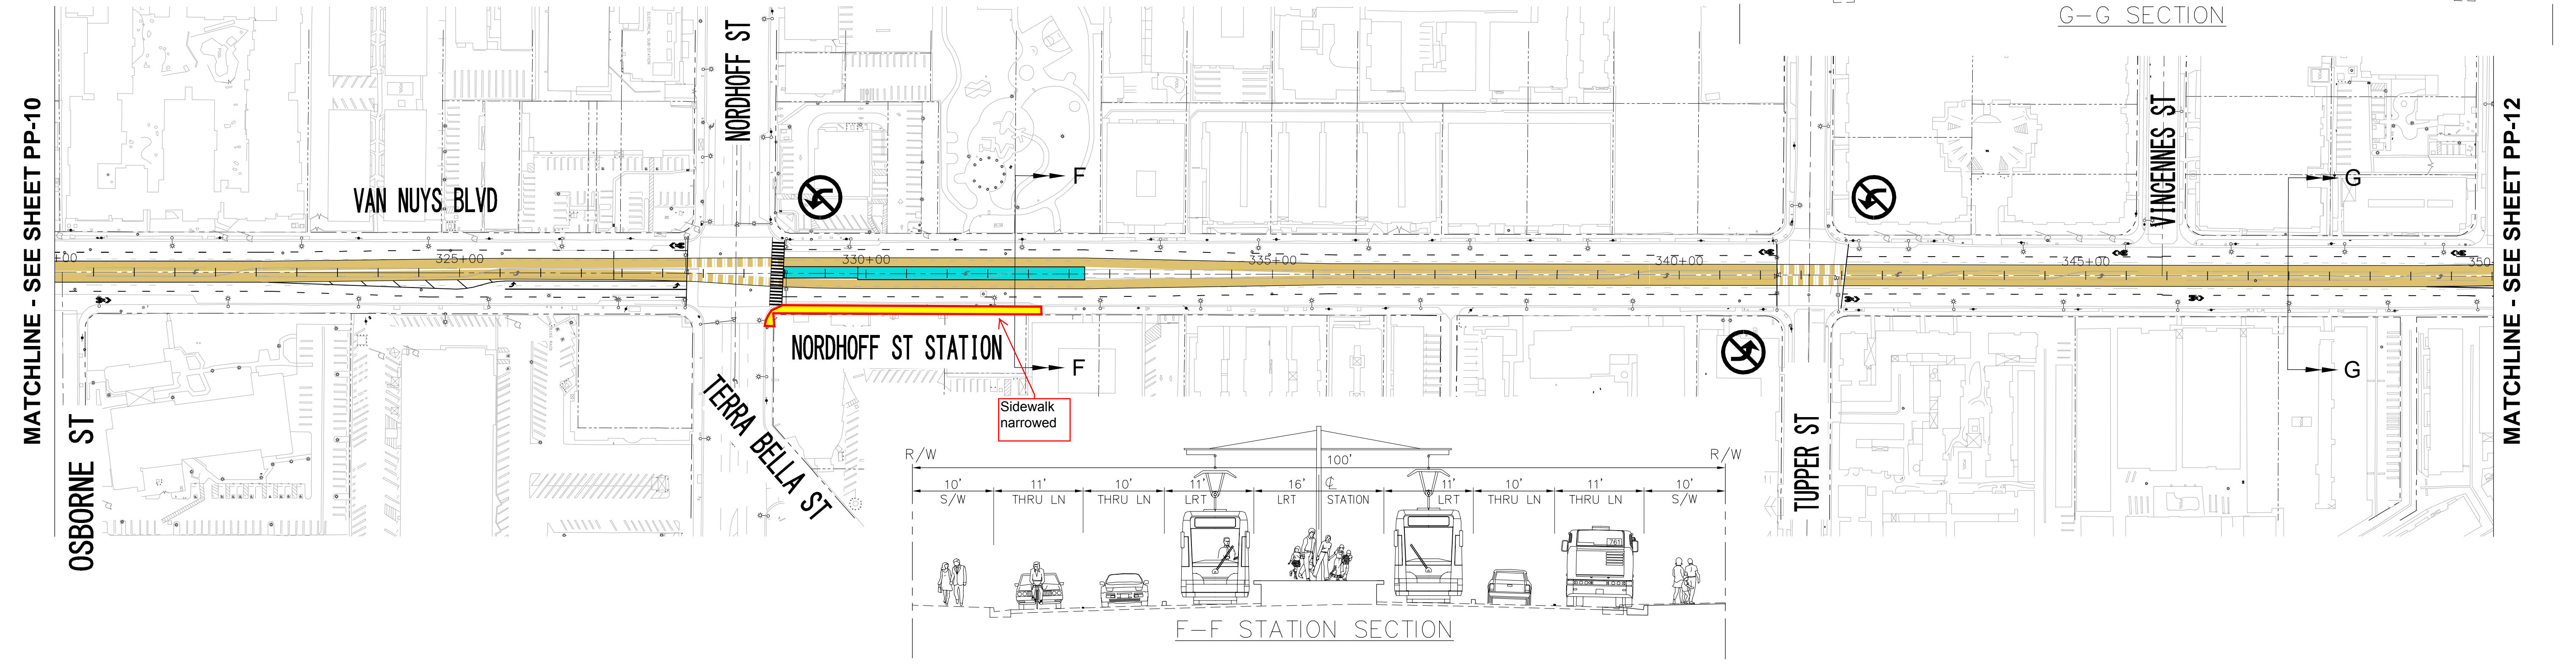 G-G SECTION
MATCHLINE - SEE SHEET PP-10
NORDHOFF ST
VINCENNES ST
MATCHLINE - SEE SHEET PP-12
VAN NUYS BLVD
F
G
+00
325+00
330+00
335+00
340+00
345+00
350
NORDHOFF ST STATION
F
G
Sidewalk
narrowed
OSBORNE ST
TERRA BELLA ST
TUPPER ST
R/W
100'
R/W
10'
11'
10'
11'
16'
℄
11'
10'
11'
10'
S/W
THRU LN
THRU LN
LRT
LRT
STATION
LRT
THRU LN
THRU LN
S/W
761
F-F STATION SECTION